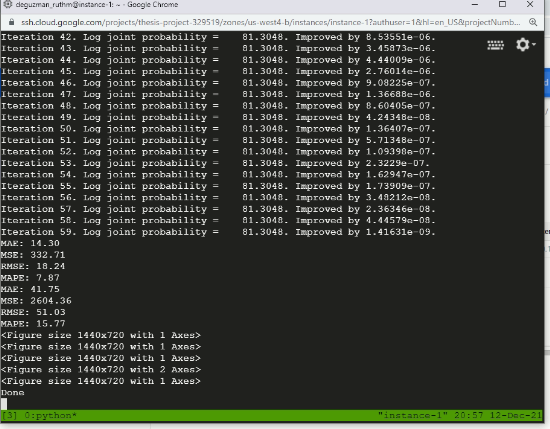 deguzman_ruthm@instance-1: ~ - Google Chrome
ssh.cloud.google.com/projects/thesis-project-329519/zones/us-west4-b/instances/instance-1?authuser=1&hl=en_US&projectNumb...
Iteration 42. Log joint probability =    81.3048. Improved by 8.53551e-06.
Iteration 43. Log joint probability =    81.3048. Improved by 3.45873e-06.
Iteration 44. Log joint probability =    81.3048. Improved by 4.44009e-06.
Iteration 45. Log joint probability =    81.3048. Improved by 2.76014e-06.
Iteration 46. Log joint probability =    81.3048. Improved by 9.08225e-07.
Iteration 47. Log joint probability =    81.3048. Improved by 1.36688e-06.
Iteration 48. Log joint probability =    81.3048. Improved by 8.60405e-07.
Iteration 49. Log joint probability =    81.3048. Improved by 4.24348e-08.
Iteration 50. Log joint probability =    81.3048. Improved by 1.36407e-07.
Iteration 51. Log joint probability =    81.3048. Improved by 5.71348e-07.
Iteration 52. Log joint probability =    81.3048. Improved by 1.09398e-07.
Iteration 53. Log joint probability =    81.3048. Improved by 2.3229e-07.
Iteration 54. Log joint probability =    81.3048. Improved by 1.62947e-07.
Iteration 55. Log joint probability =    81.3048. Improved by 1.73909e-07.
Iteration 56. Log joint probability =    81.3048. Improved by 3.48212e-08.
Iteration 57. Log joint probability =    81.3048. Improved by 2.36346e-08.
Iteration 58. Log joint probability =    81.3048. Improved by 4.44579e-08.
Iteration 59. Log joint probability =    81.3048. Improved by 1.41631e-09.
MAE: 14.30
MSE: 332.71
RMSE: 18.24
MAPE: 7.87
MAE: 41.75
MSE: 2604.36
RMSE: 51.03
MAPE: 15.77
<Figure size 1440x720 with 1 Axes>
<Figure size 1440x720 with 1 Axes>
<Figure size 1440x720 with 1 Axes>
<Figure size 1440x720 with 2 Axes>
<Figure size 1440x720 with 1 Axes>
Done
[3] 0:python* "instance-1" 20:57 12-Dec-21